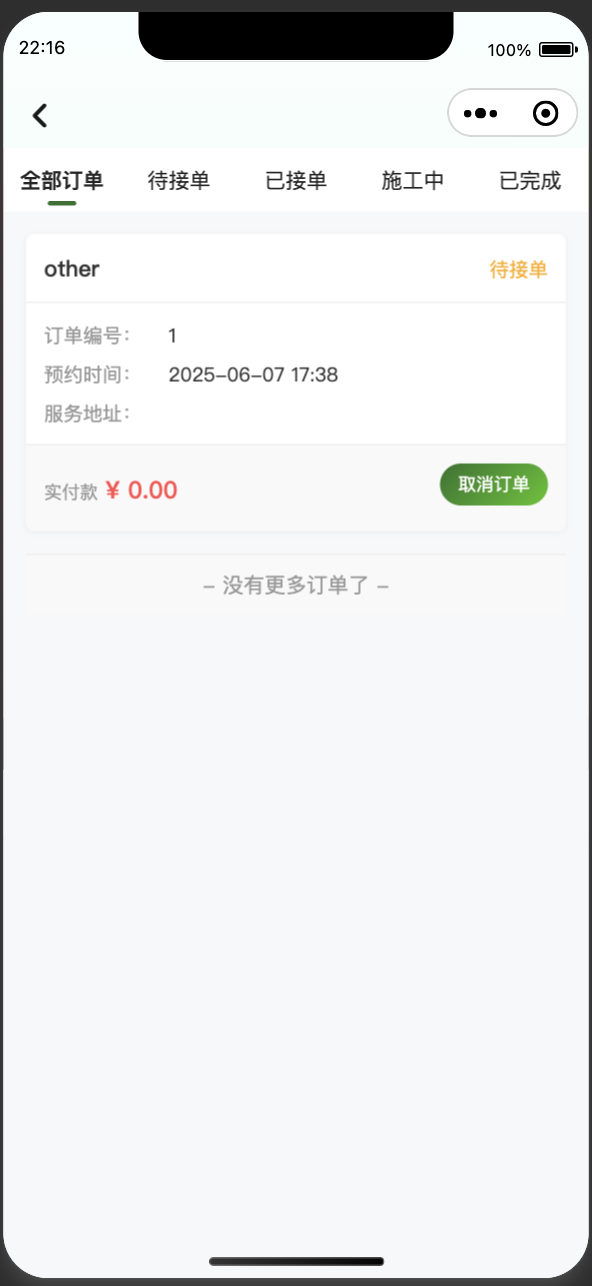 22:16 100%
全部订单 待接单 已接单 施工中 已完成
other 待接单
订单编号: 1
预约时间: 2025-06-07 17:38
服务地址:
实付款 ¥ 0.00 取消订单
- 没有更多订单了 -